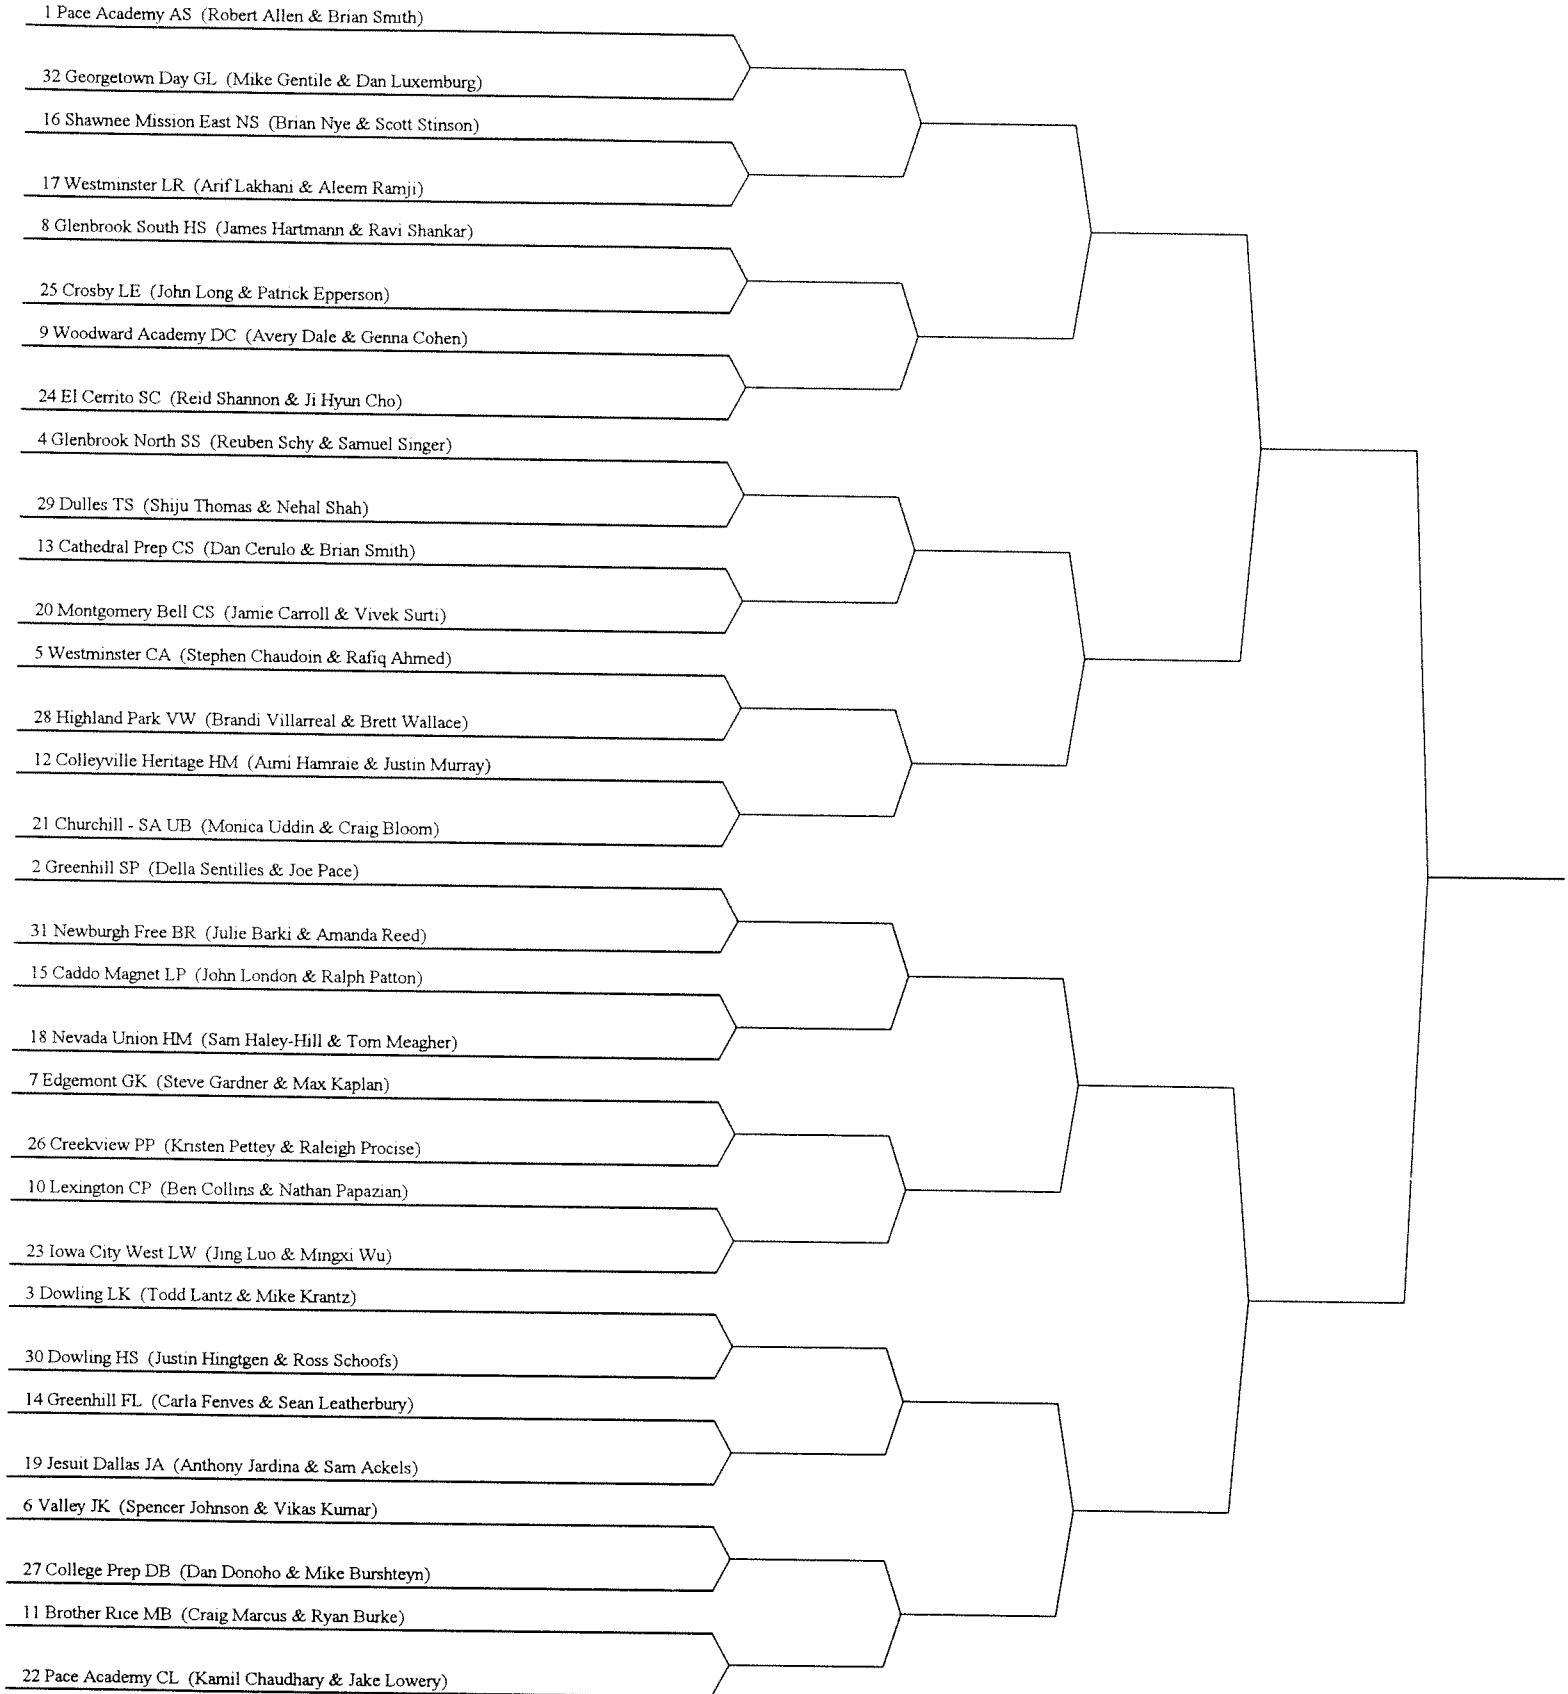 1 Pace Academy AS (Robert Allen & Brian Smith)
32 Georgetown Day GL (Mike Gentile & Dan Luxemburg)
16 Shawnee Mission East NS (Brian Nye & Scott Stinson)
17 Westminster LR (Arif Lakhani & Aleem Ramji)
8 Glenbrook South HS (James Hartmann & Ravi Shankar)
25 Crosby LE (John Long & Patrick Epperson)
9 Woodward Academy DC (Avery Dale & Genna Cohen)
24 El Cerrito SC (Reid Shannon & Ji Hyun Cho)
4 Glenbrook North SS (Reuben Schy & Samuel Singer)
29 Dulles TS (Shiju Thomas & Nehal Shah)
13 Cathedral Prep CS (Dan Cerulo & Brian Smith)
20 Montgomery Bell CS (Jamie Carroll & Vivek Surti)
5 Westminster CA (Stephen Chaudoin & Rafiq Ahmed)
28 Highland Park VW (Brandi Villarreal & Brett Wallace)
12 Colleyville Heritage HM (Aimi Hamraie & Justin Murray)
21 Churchill - SA UB (Monica Uddin & Craig Bloom)
2 Greenhill SP (Della Sentilles & Joe Pace)
31 Newburgh Free BR (Julie Barki & Amanda Reed)
15 Caddo Magnet LP (John London & Ralph Patton)
18 Nevada Union HM (Sam Haley-Hill & Tom Meagher)
7 Edgemont GK (Steve Gardner & Max Kaplan)
26 Creekview PP (Kristen Pettey & Raleigh Procise)
10 Lexington CP (Ben Collins & Nathan Papazian)
23 Iowa City West LW (Jing Luo & Mingxi Wu)
3 Dowling LK (Todd Lantz & Mike Krantz)
30 Dowling HS (Justin Hingtgen & Ross Schoofs)
14 Greenhill FL (Carla Fenves & Sean Leatherbury)
19 Jesuit Dallas JA (Anthony Jardina & Sam Ackels)
6 Valley JK (Spencer Johnson & Vikas Kumar)
27 College Prep DB (Dan Donoho & Mike Burshteyn)
11 Brother Rice MB (Craig Marcus & Ryan Burke)
22 Pace Academy CL (Kamil Chaudhary & Jake Lowery)